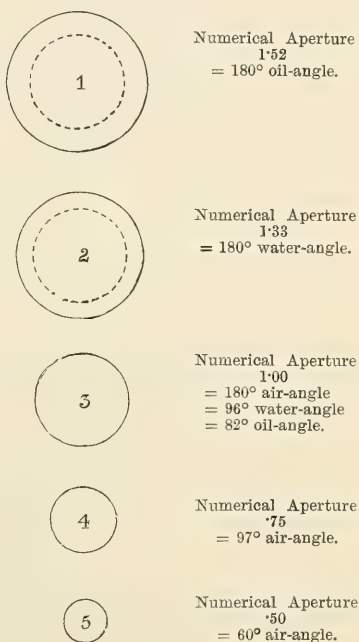 Numerical Aperture
1·52
= 180° oil-angle.
1
Numerical Aperture
1·33
= 180° water-angle.
2
Numerical Aperture
1·00
= 180° air-angle
= 96° water-angle
= 82° oil-angle.
3
Numerical Aperture
·75
= 97° air-angle.
4
Numerical Aperture
·50
= 60° air-angle.
5